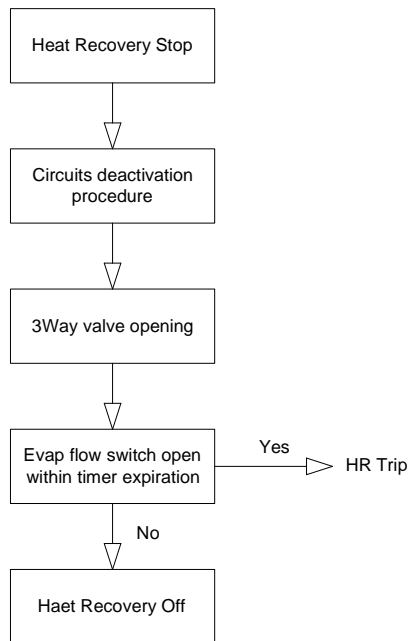 Heat Recovery Stop
Circuits deactivation
procedure
3Way valve opening
Evap flow switch open
within timer expiration
Yes
HR Trip
No
Haet Recovery Off